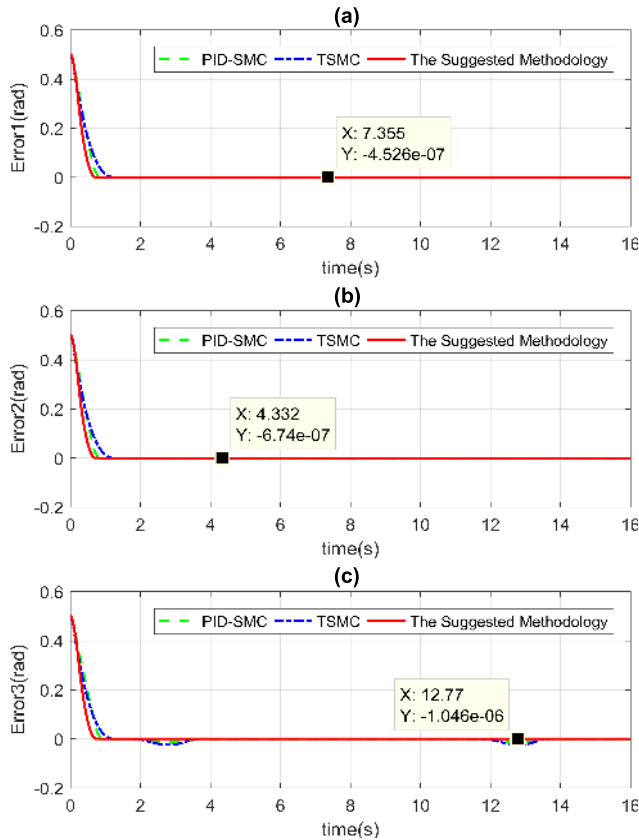 (a)
0.6
PID-SMC TSMC The Suggested Methodology
0.4
X: 7.355
Y: -4.526e-07
0.2
0
-0.2
Error1(rad)
0 2 4 6 8 10 12 14 16
time(s)
(b)
0.6
PID-SMC TSMC The Suggested Methodology
0.4
X: 4.332
Y: -6.74e-07
0.2
0
-0.2
Error2(rad)
0 2 4 6 8 10 12 14 16
time(s)
(c)
0.6
PID-SMC TSMC The Suggested Methodology
0.4
X: 12.77
Y: -1.046e-06
0.2
0
-0.2
Error3(rad)
0 2 4 6 8 10 12 14 16
time(s)